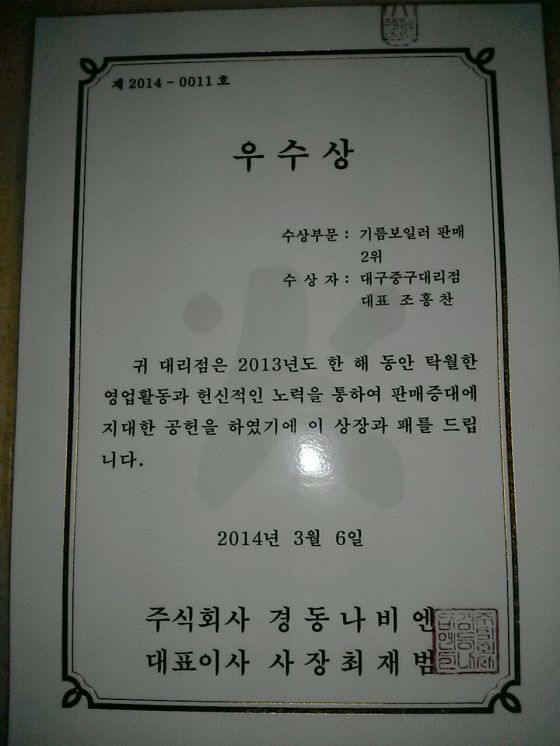 제 2014 - 0011 호
우 수 상
수상부문 : 기름보일러 판매
2위
수 상 자 : 대구중구대리점
대표 조홍찬
귀 대리점은 2013년도 한 해 동안 탁월한
영업활동과 헌신적인 노력을 통하여 판매증대에
지대한 공헌을 하였기에 이 상장과 패를 드립
니다.
2014년 3월 6일
주식회사 경동나비엔
대표이사 사장최재범